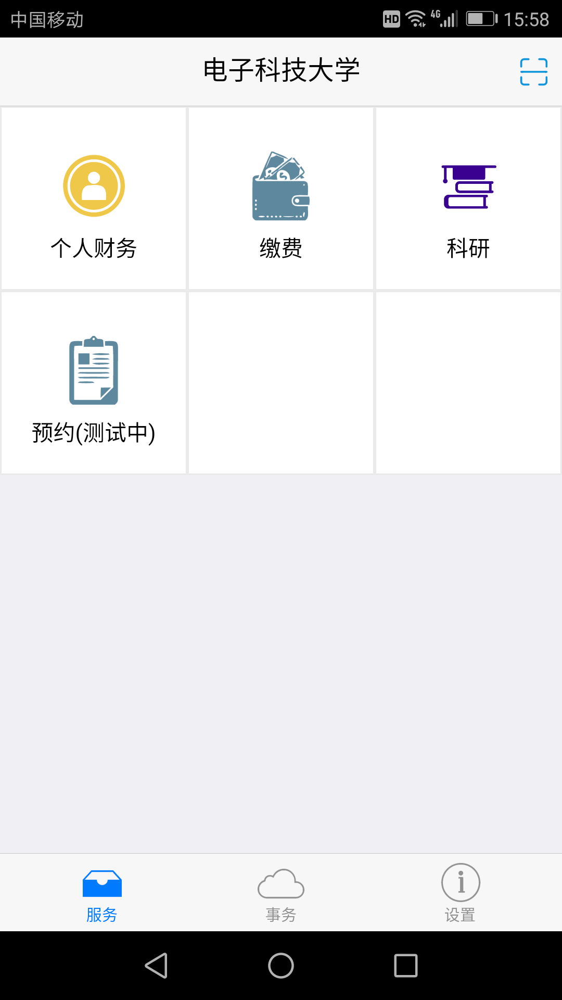 中国移动
HD 4G 15:58
电子科技大学
个人财务 缴费 科研
预约(测试中)
服务 事务 设置